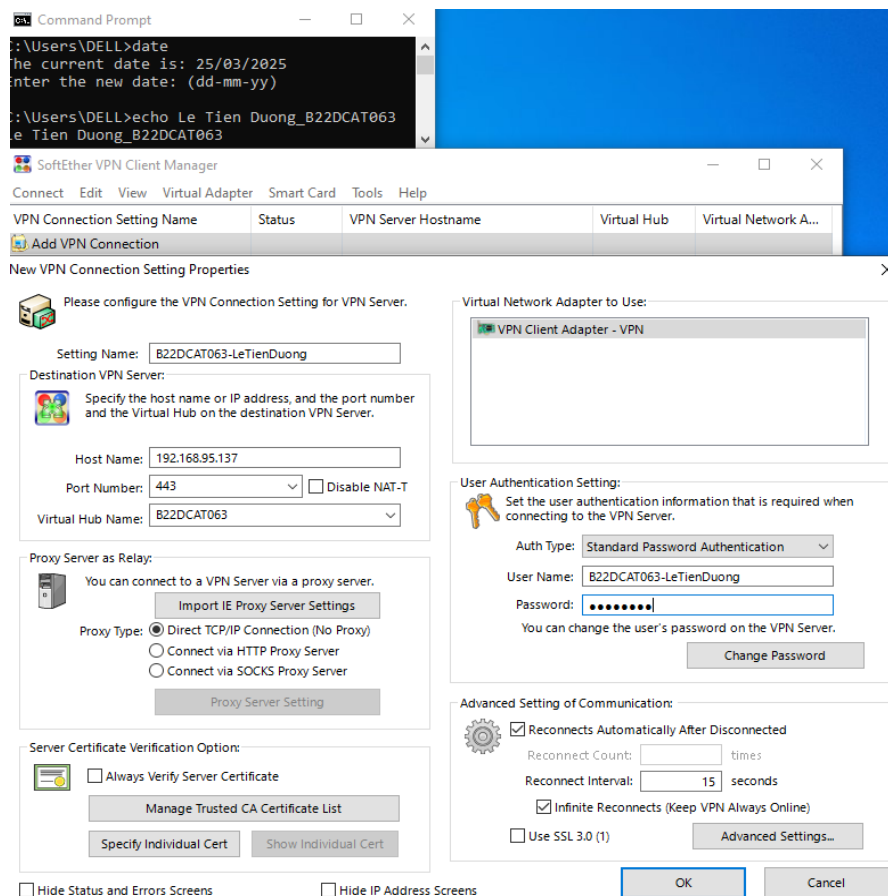 Command Prompt
C:\Users\DELL>date
The current date is: 25/03/2025
Enter the new date: (dd-mm-yy)
C:\Users\DELL>echo Le Tien Duong_B22DCAT063
Le Tien Duong_B22DCAT063
SoftEther VPN Client Manager
Connect Edit View Virtual Adapter Smart Card Tools Help
VPN Connection Setting Name Status VPN Server Hostname Virtual Hub Virtual Network A...
Add VPN Connection
New VPN Connection Setting Properties
Please configure the VPN Connection Setting for VPN Server.
Setting Name: B22DCAT063-LeTienDuong
Destination VPN Server:
Specify the host name or IP address, and the port number
and the Virtual Hub on the destination VPN Server.
Host Name: 192.168.95.137
Port Number: 443 Disable NAT-T
Virtual Hub Name: B22DCAT063
Proxy Server as Relay:
You can connect to a VPN Server via a proxy server.
Import IE Proxy Server Settings
Proxy Type: Direct TCP/IP Connection (No Proxy)
Connect via HTTP Proxy Server
Connect via SOCKS Proxy Server
Proxy Server Setting
Server Certificate Verification Option:
Always Verify Server Certificate
Manage Trusted CA Certificate List
Specify Individual Cert Show Individual Cert
Hide Status and Errors Screens Hide IP Address Screens
Virtual Network Adapter to Use:
VPN Client Adapter - VPN
User Authentication Setting:
Set the user authentication information that is required when
connecting to the VPN Server.
Auth Type: Standard Password Authentication
User Name: B22DCAT063-LeTienDuong
Password: ●●●●●●●●
You can change the user's password on the VPN Server.
Change Password
Advanced Setting of Communication:
Reconnects Automatically After Disconnected
Reconnect Count: times
Reconnect Interval: 15 seconds
Infinite Reconnects (Keep VPN Always Online)
Use SSL 3.0 (1) Advanced Settings...
OK Cancel